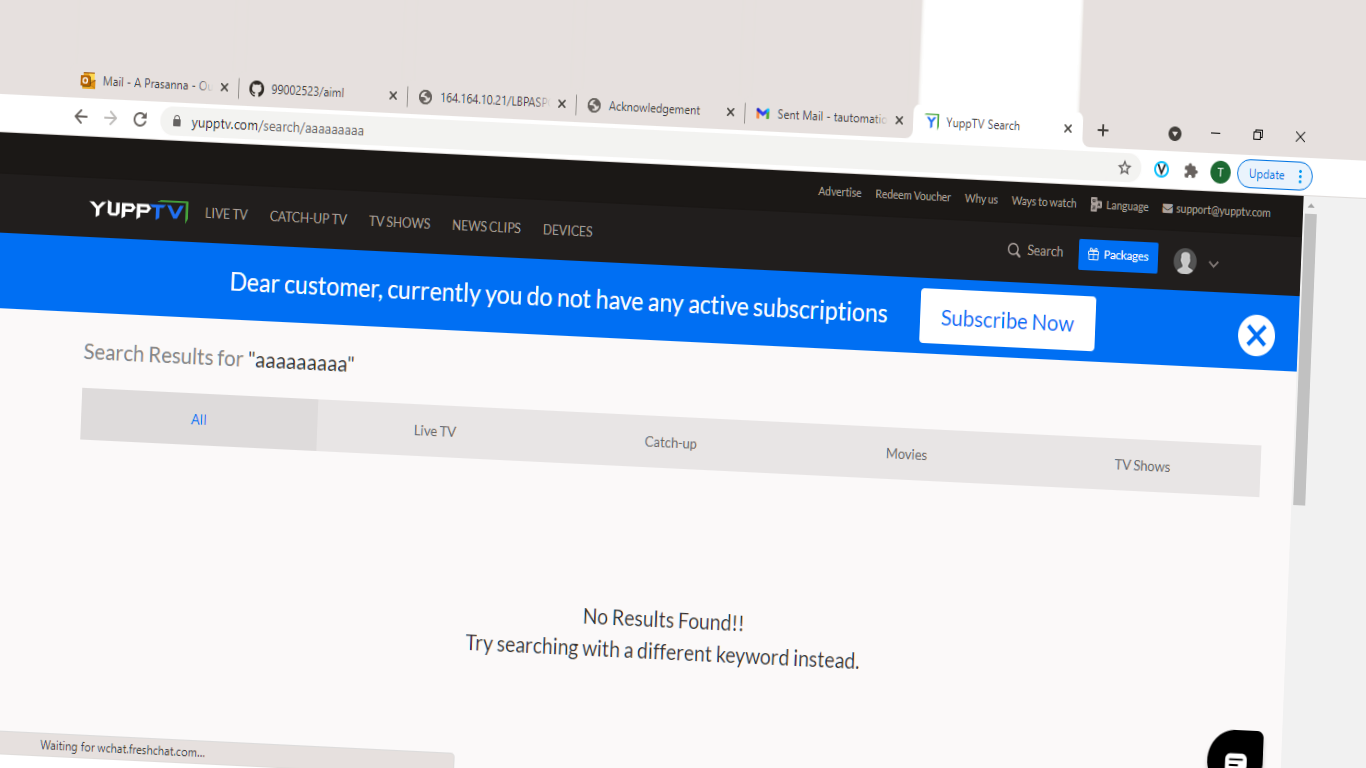 Mail - A Prasanna - Ou
99002523/aiml
164.164.10.21/LBPASP
Acknowledgement
Sent Mail - tautomatio
YuppTV Search
yupptv.com/search/aaaaaaaaa
T
Update
Advertise
Redeem Voucher
Why us
Ways to watch
Language
support@yupptv.com
YUPPTV
LIVE TV
CATCH-UP TV
TV SHOWS
NEWS CLIPS
DEVICES
Search
Packages
Dear customer, currently you do not have any active subscriptions
Subscribe Now
Search Results for "aaaaaaaaa"
All
Live TV
Catch-up
Movies
TV Shows
No Results Found!!
Try searching with a different keyword instead.
Waiting for wchat.freshchat.com...